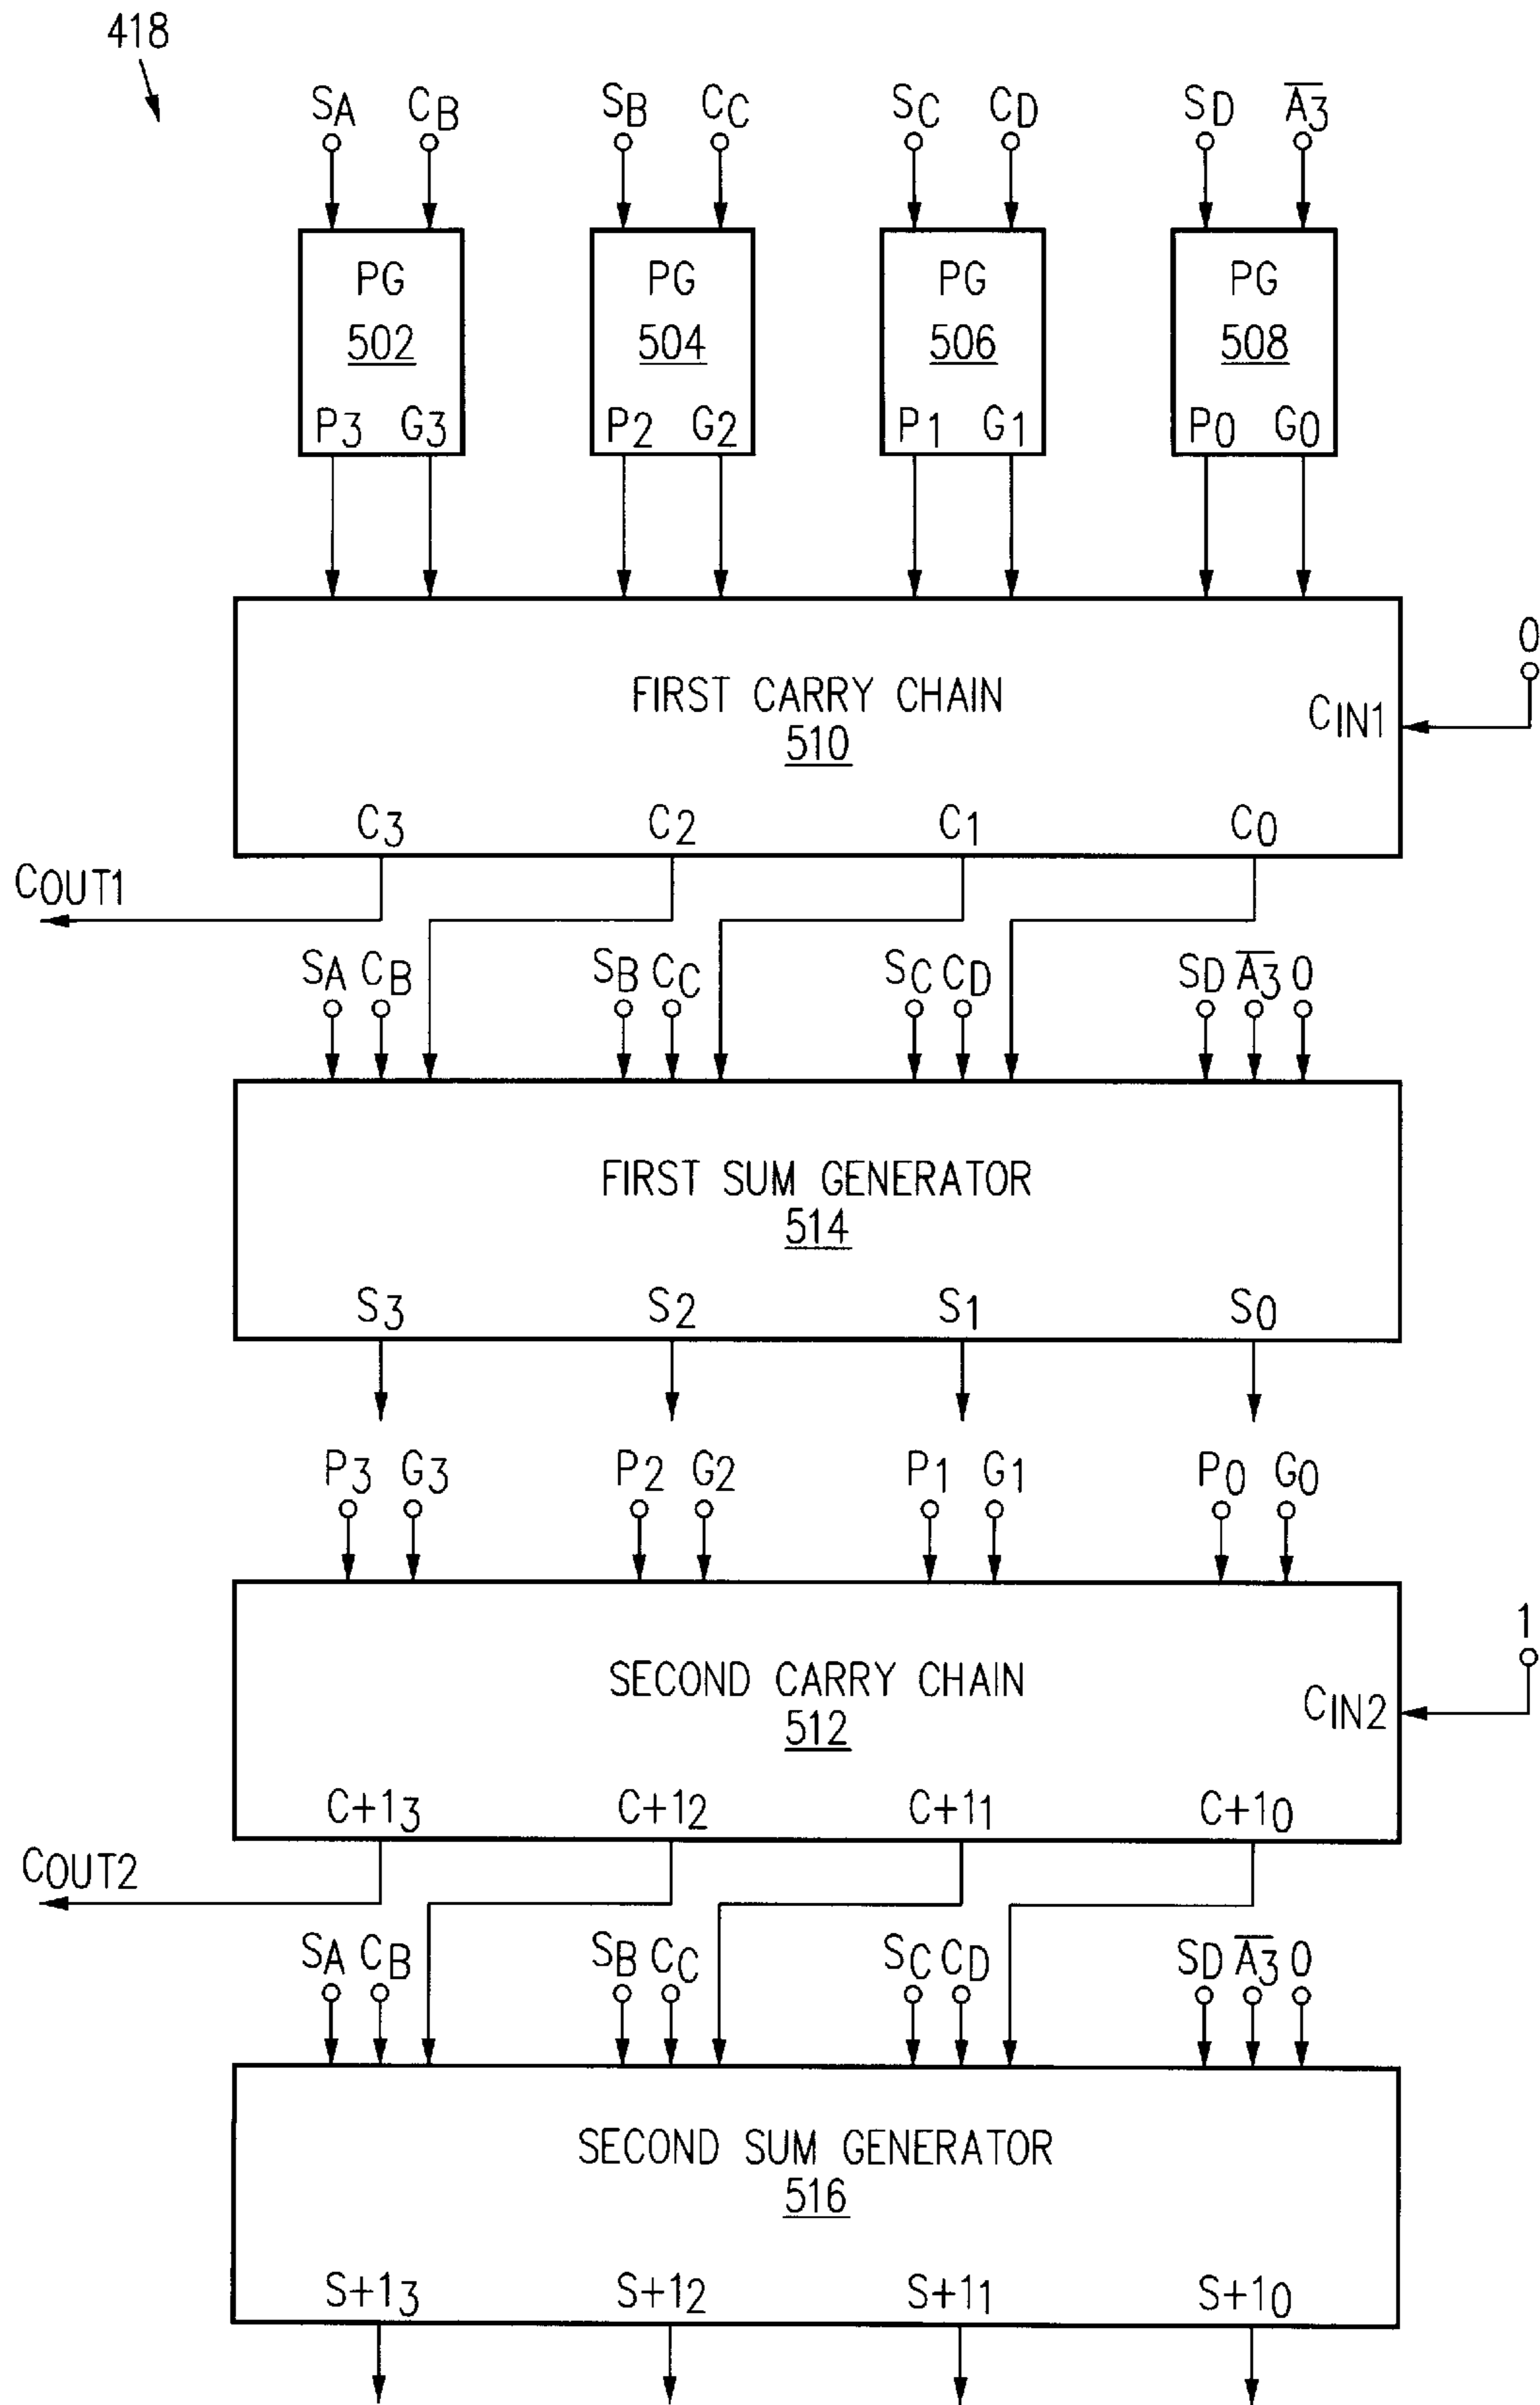 418
SA CB SB CC SC CD SD A̅3̅
PG PG PG PG
502 504 506 508
P3 G3 P2 G2 P1 G1 P0 G0
0
FIRST CARRY CHAIN
CIN1
510
C3 C2 C1 C0
COUT1
SA CB SB CC SC CD SD A̅3̅ 0
FIRST SUM GENERATOR
514
S3 S2 S1 S0
P3 G3 P2 G2 P1 G1 P0 G0
1
SECOND CARRY CHAIN
CIN2
512
C+13 C+12 C+11 C+10
COUT2
SA CB SB CC SC CD SD A̅3̅ 0
SECOND SUM GENERATOR
516
S+13 S+12 S+11 S+10